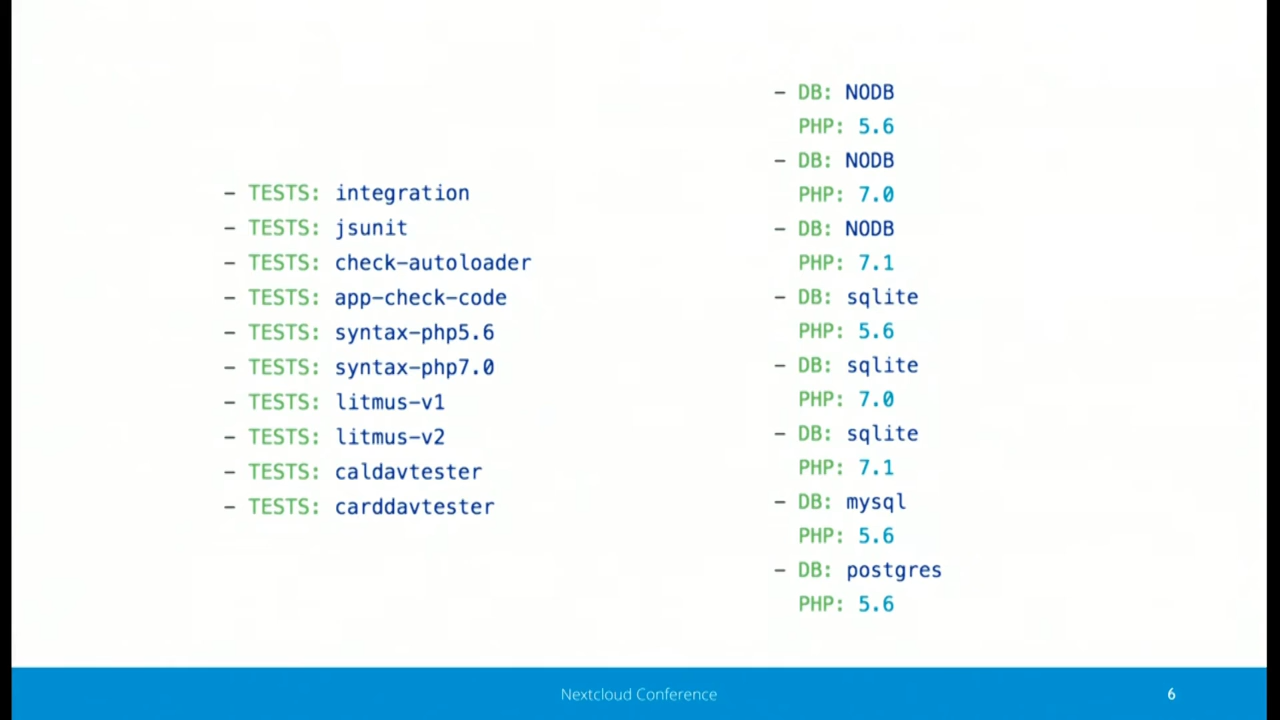 - TESTS: integration
- TESTS: jsunit
- TESTS: check-autoloader
- TESTS: app-check-code
- TESTS: syntax-php5.6
- TESTS: syntax-php7.0
- TESTS: litmus-v1
- TESTS: litmus-v2
- TESTS: caldavtester
- TESTS: carddavtester
- DB: NODB
PHP: 5.6
- DB: NODB
PHP: 7.0
- DB: NODB
PHP: 7.1
- DB: sqlite
PHP: 5.6
- DB: sqlite
PHP: 7.0
- DB: sqlite
PHP: 7.1
- DB: mysql
PHP: 5.6
- DB: postgres
PHP: 5.6
Nextcloud Conference
6